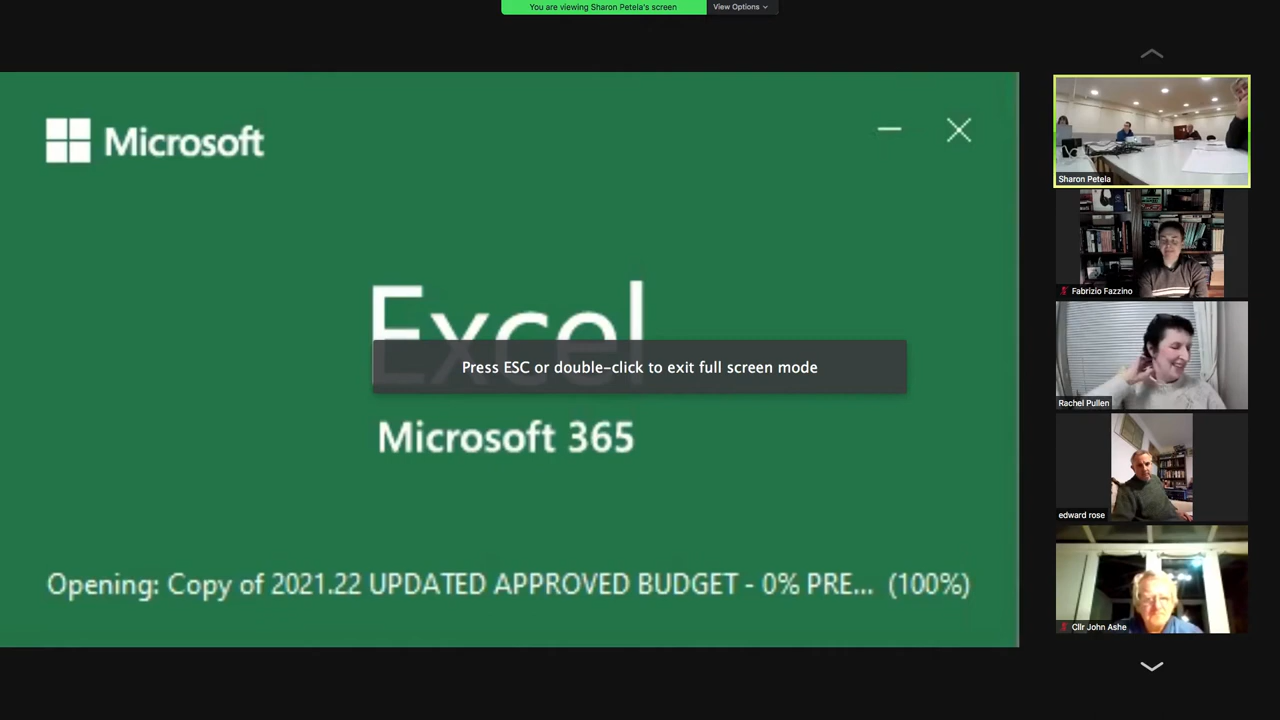 You are viewing Sharon Petela's screen
View Options
Microsoft
Excel
Press ESC or double-click to exit full screen mode
Microsoft 365
Opening: Copy of 2021.22 UPDATED APPROVED BUDGET - 0% PRE... (100%)
Sharon Petela
Fabrizio Fazzino
Rachel Pullen
edward rose
Cllr John Ashe